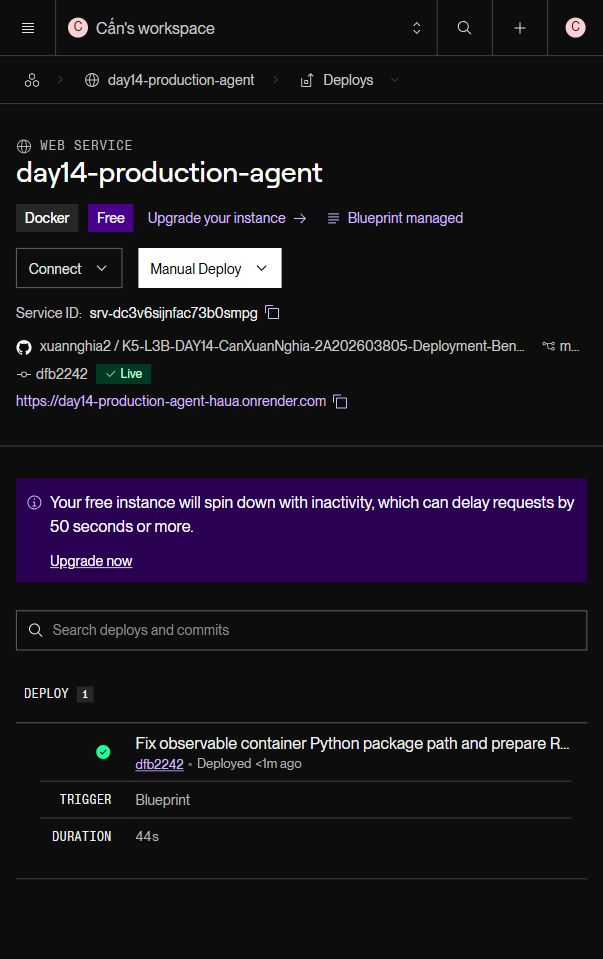 C Cấn's workspace C
day14-production-agent Deploys
WEB SERVICE
day14-production-agent
Docker Free Upgrade your instance → Blueprint managed
Connect Manual Deploy
Service ID: srv-dc3v6sijnfac73b0smpg
xuannghia2 / K5-L3B-DAY14-CanXuanNghia-2A202603805-Deployment-Ben... m...
dfb2242 Live
https://day14-production-agent-haua.onrender.com
Your free instance will spin down with inactivity, which can delay requests by
50 seconds or more.
Upgrade now
Search deploys and commits
DEPLOY 1
Fix observable container Python package path and prepare R...
dfb2242 • Deployed <1m ago
TRIGGER Blueprint
DURATION 44s